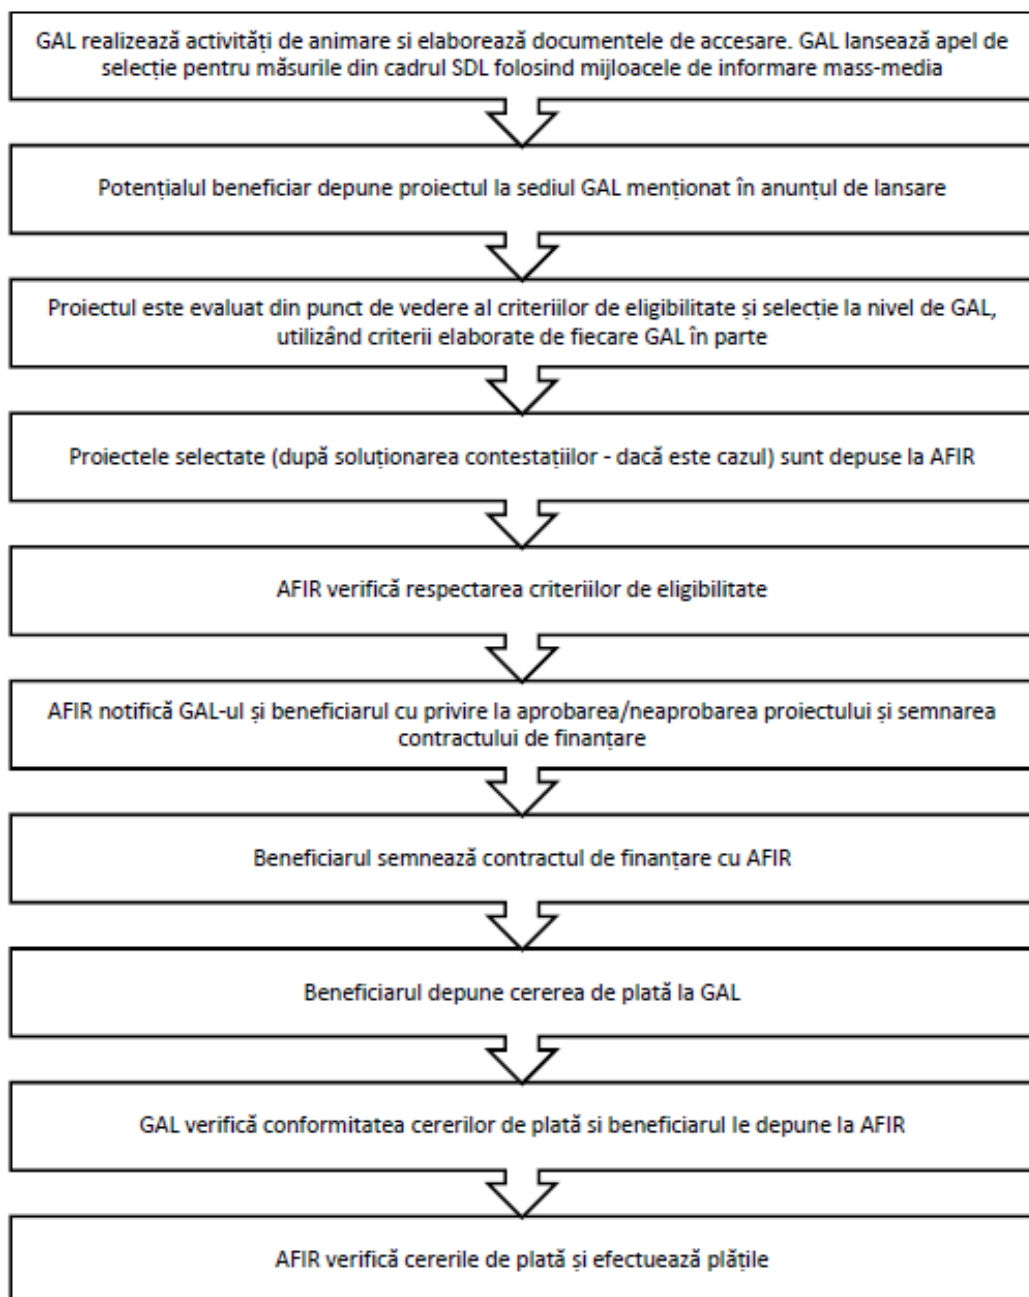 GAL realizează activități de animare si elaborează documentele de accesare. GAL lansează apel de
selecție pentru măsurile din cadrul SDL folosind mijloacele de informare mass-media
Potențialul beneficiar depune proiectul la sediul GAL menționat în anunțul de lansare
Proiectul este evaluat din punct de vedere al criteriilor de eligibilitate și selecție la nivel de GAL,
utilizând criterii elaborate de fiecare GAL în parte
Proiectele selectate (după soluționarea contestațiilor - dacă este cazul) sunt depuse la AFIR
AFIR verifică respectarea criteriilor de eligibilitate
AFIR notifică GAL-ul și beneficiarul cu privire la aprobarea/neaprobarea proiectului și semnarea
contractului de finanțare
Beneficiarul semnează contractul de finanțare cu AFIR
Beneficiarul depune cererea de plată la GAL
GAL verifică conformitatea cererilor de plată si beneficiarul le depune la AFIR
AFIR verifică cererile de plată și efectuează plățile